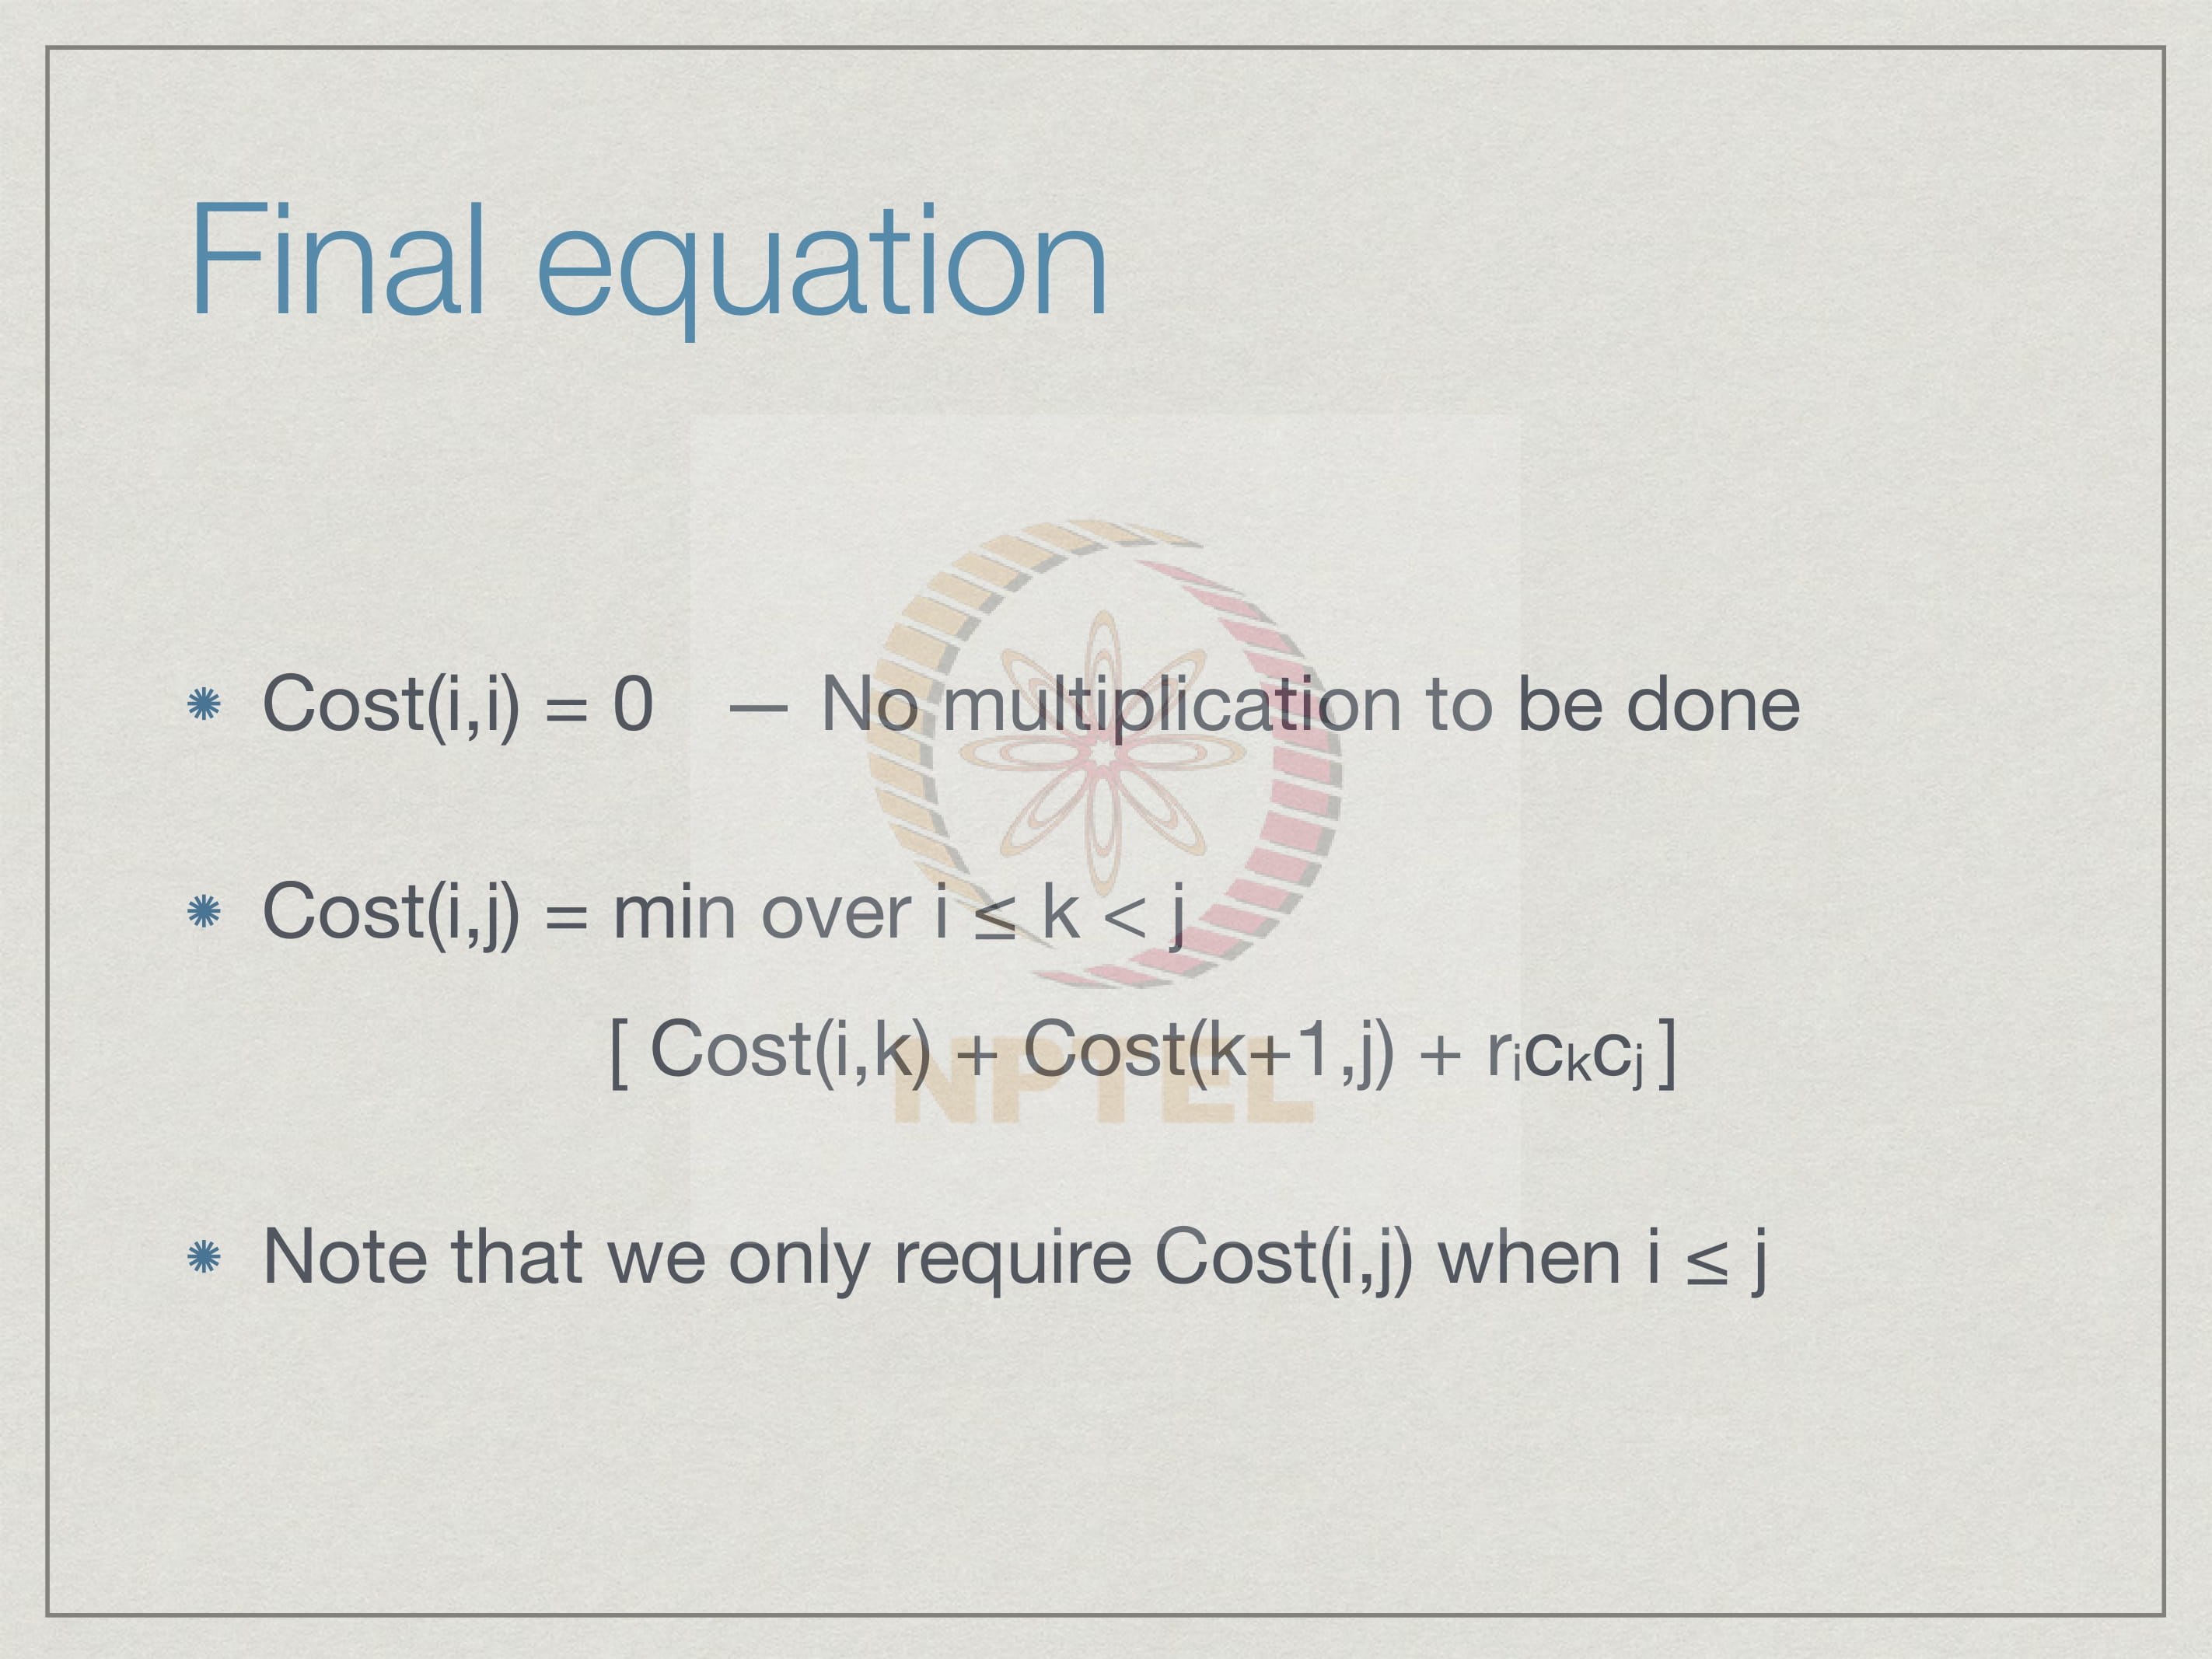 Final equation
Cost(i,i) = 0 — No multiplication to be done
Cost(i,j) = min over i ≤ k < j
[ Cost(i,k) + Cost(k+1,j) + rᵢcₖcⱼ ]
NPTEL
Note that we only require Cost(i,j) when i ≤ j